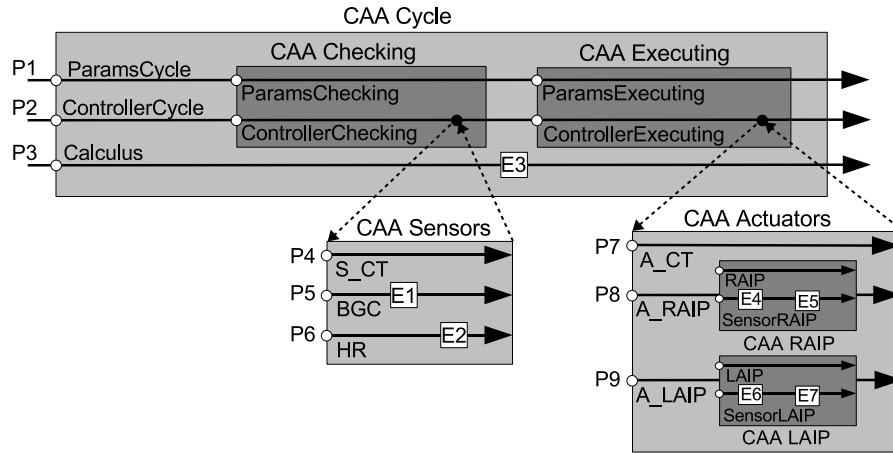 CAA Cycle
CAA Checking
CAA Executing
P1
ParamsCycle
ParamsChecking
ParamsExecuting
P2
ControllerCycle
ControllerChecking
ControllerExecuting
P3
Calculus
E3
CAA Sensors
P4
S_CT
P5
BGC
E1
P6
HR
E2
CAA Actuators
P7
A_CT
RAIP
P8
A_RAIP
E4
E5
SensorRAIP
CAA RAIP
LAIP
P9
A_LAIP
E6
E7
SensorLAIP
CAA LAIP